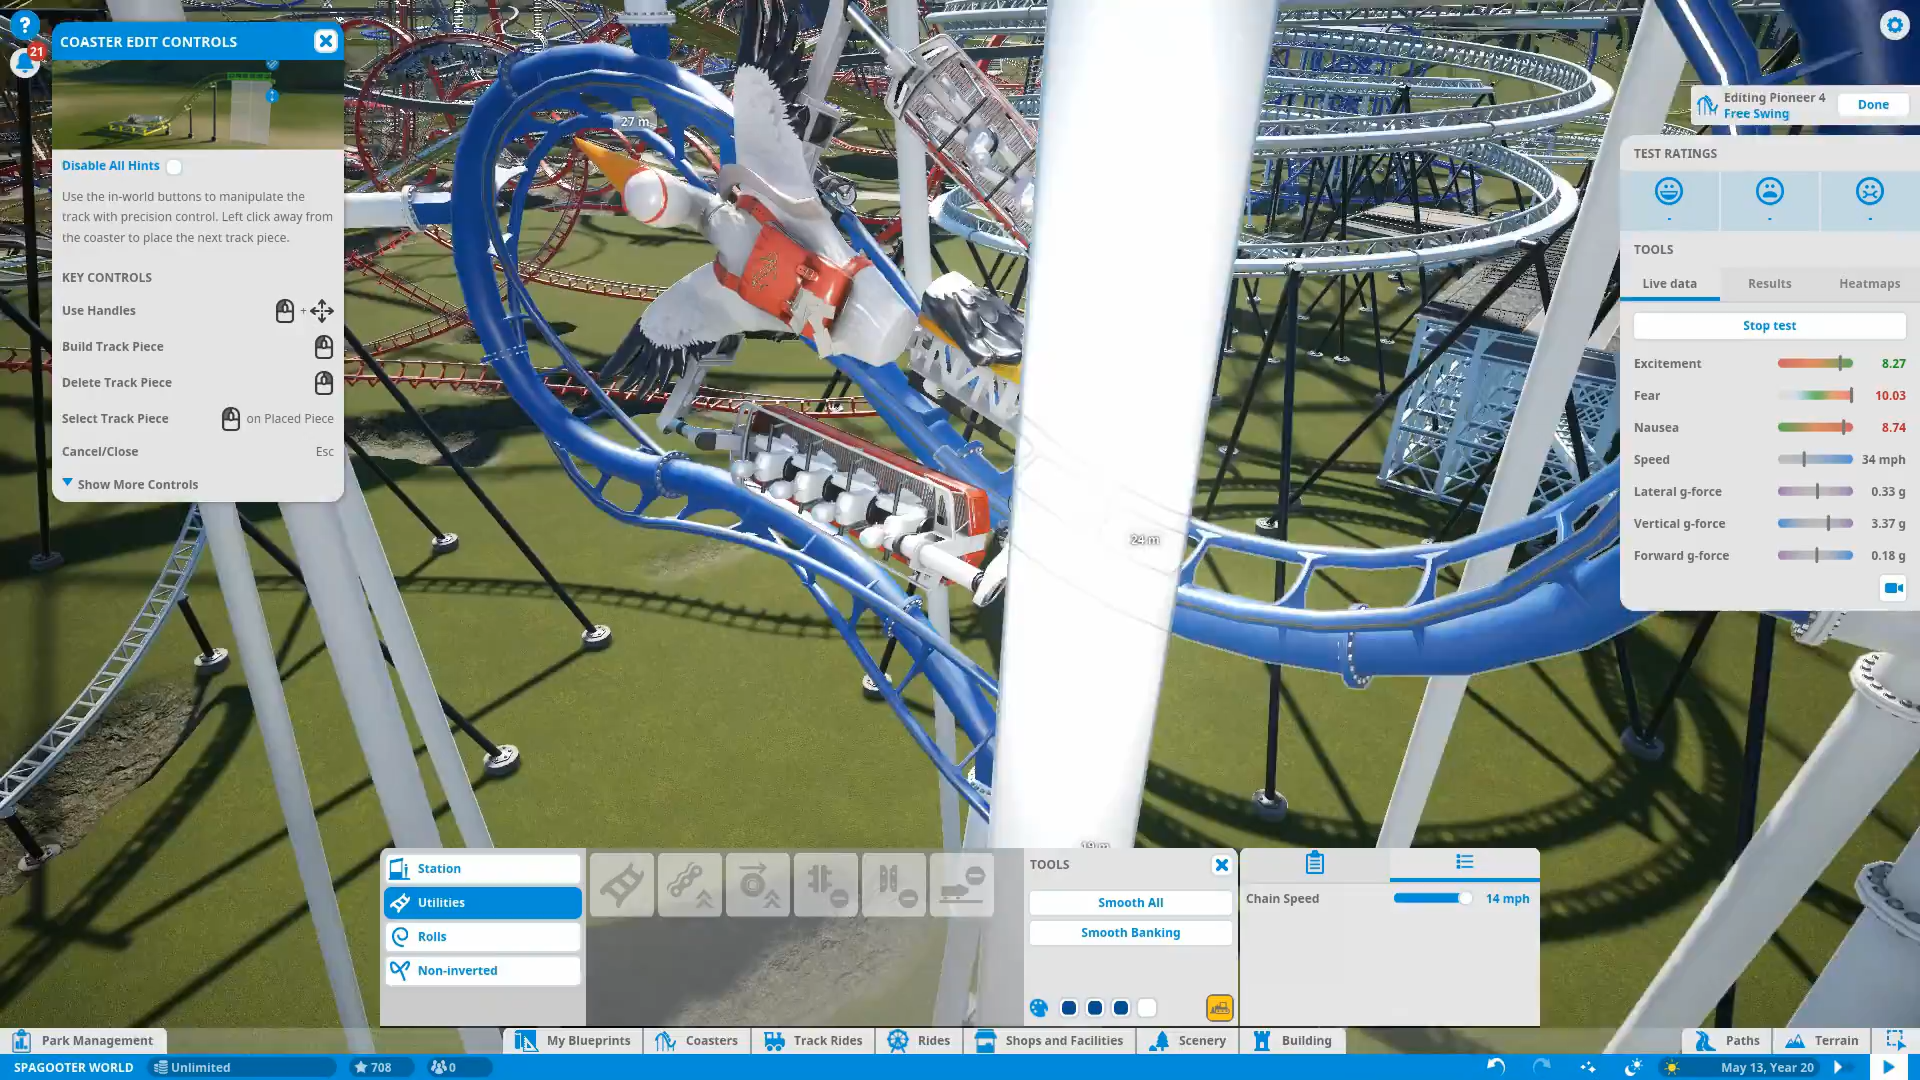 ?
21
COASTER EDIT CONTROLS
Disable All Hints
Use the in-world buttons to manipulate the
track with precision control. Left click away from
the coaster to place the next track piece.
KEY CONTROLS
Use Handles +
Build Track Piece
Delete Track Piece
Select Track Piece on Placed Piece
Cancel/Close Esc
Show More Controls
27 m
24 m
19 m
Editing Pioneer 4
Free Swing
Done
TEST RATINGS
- - -
TOOLS
Live data Results Heatmaps
Stop test
Excitement 8.27
Fear 10.03
Nausea 8.74
Speed 34 mph
Lateral g-force 0.33 g
Vertical g-force 3.37 g
Forward g-force 0.18 g
Station
Utilities
Rolls
Non-inverted
TOOLS
Smooth All
Smooth Banking
Chain Speed 14 mph
Park Management My Blueprints Coasters Track Rides Rides Shops and Facilities Scenery Building Paths Terrain
SPAGOOTER WORLD Unlimited 708 0 May 13, Year 20